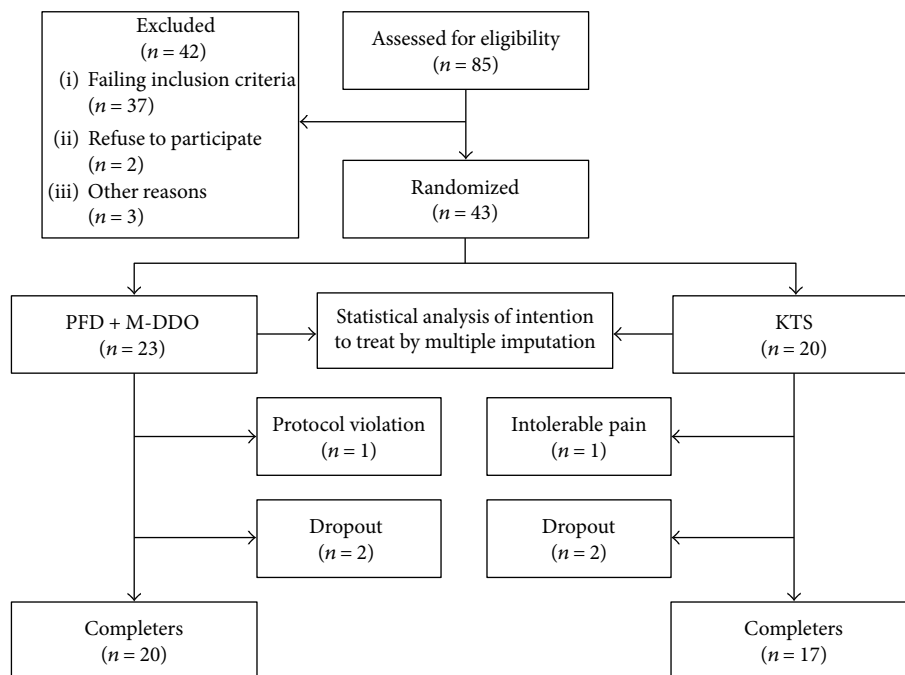 Excluded
(n = 42)
(i) Failing inclusion criteria
(n = 37)
(ii) Refuse to participate
(n = 2)
(iii) Other reasons
(n = 3)
Assessed for eligibility
(n = 85)
Randomized
(n = 43)
PFD + M-DDO
(n = 23)
Statistical analysis of intention
to treat by multiple imputation
KTS
(n = 20)
Protocol violation
(n = 1)
Intolerable pain
(n = 1)
Dropout
(n = 2)
Dropout
(n = 2)
Completers
(n = 20)
Completers
(n = 17)